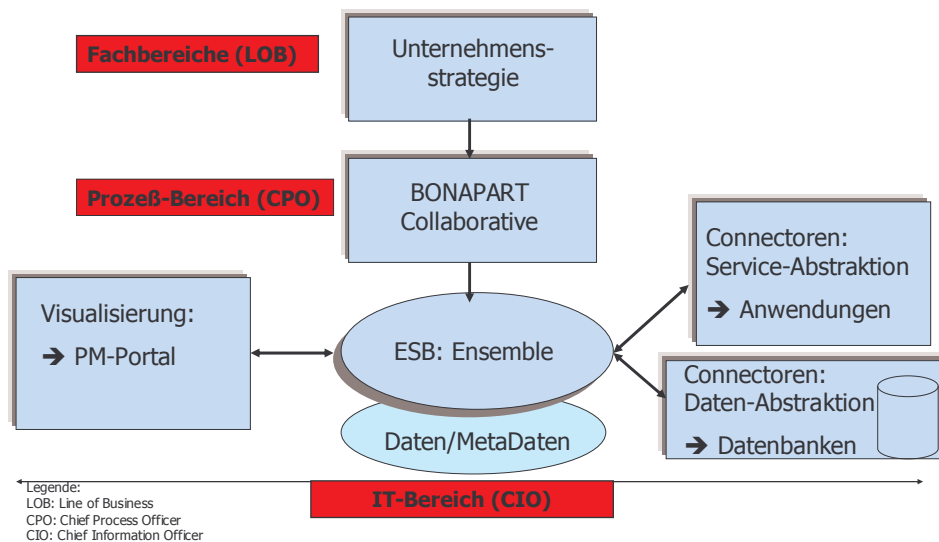 Fachbereiche (LOB)
Unternehmens-
strategie
Prozeß-Bereich (CPO)
BONAPART
Collaborative
Visualisierung:
➔ PM-Portal
ESB: Ensemble
Daten/MetaDaten
Connectoren:
Service-Abstraktion
➔ Anwendungen
Connectoren:
Daten-Abstraktion
➔ Datenbanken
IT-Bereich (CIO)
Legende:
LOB: Line of Business
CPO: Chief Process Officer
CIO: Chief Information Officer